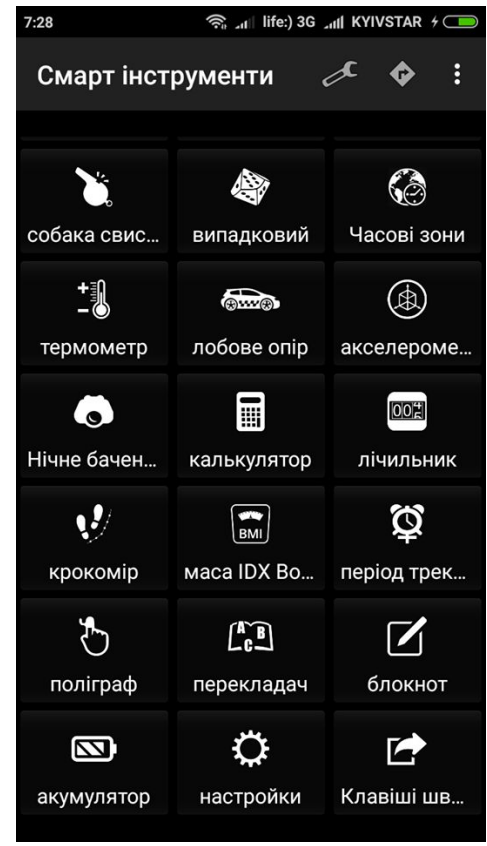 7:28 life:) 3G KYIVSTAR
Смарт інструменти
собака свис... випадковий Часові зони
термометр лобове опір акселероме...
Нічне бачен... калькулятор лічильник
BMI
крокомір маса IDX Bo... період трек...
A B
C
поліграф перекладач блокнот
акумулятор настройки Клавіші шв...